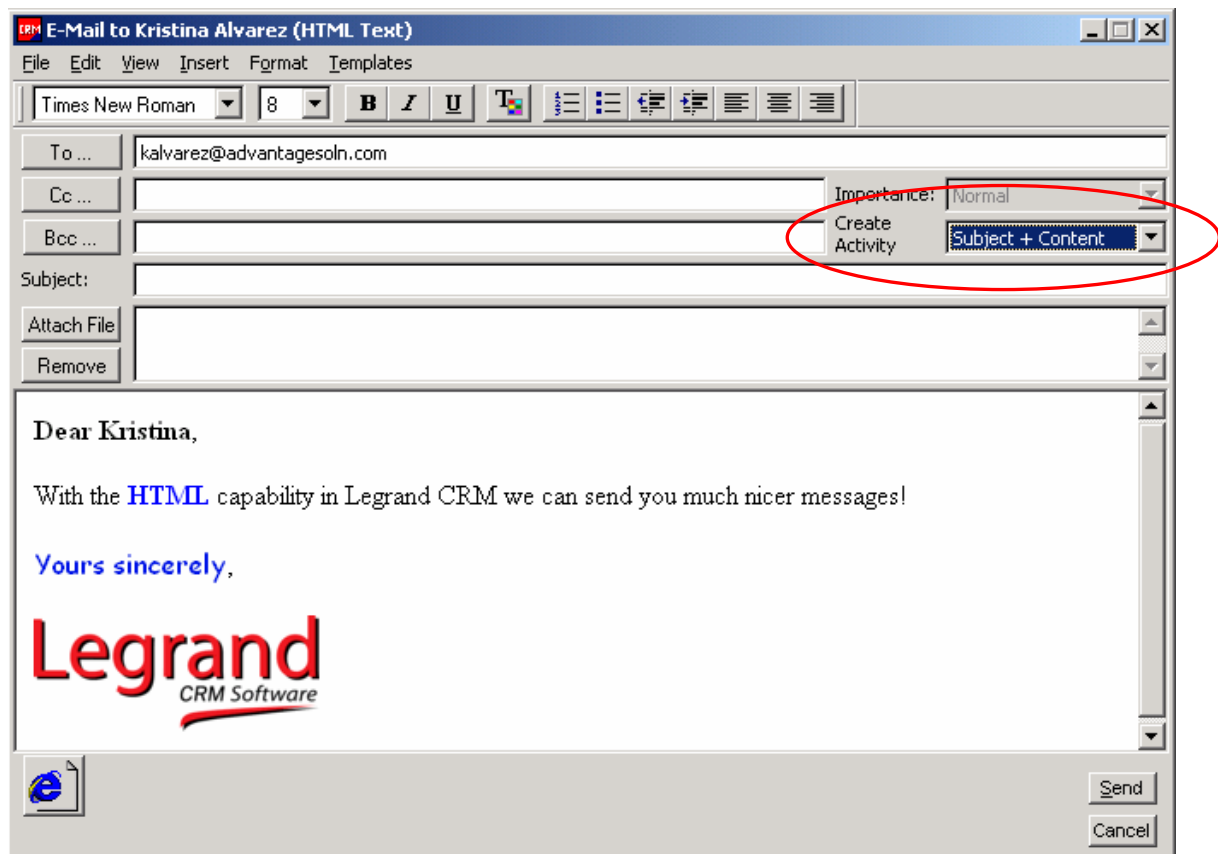 CRM E-Mail to Kristina Alvarez (HTML Text)
File Edit View Insert Format Templates
Times New Roman 8 B I U T
To ... kalvarez@advantagesoln.com
Cc ... Importance: Normal
Bcc ... Create Activity Subject + Content
Subject:
Attach File
Remove
Dear Kristina,
With the HTML capability in Legrand CRM we can send you much nicer messages!
Yours sincerely,
Legrand
CRM Software
Send
Cancel